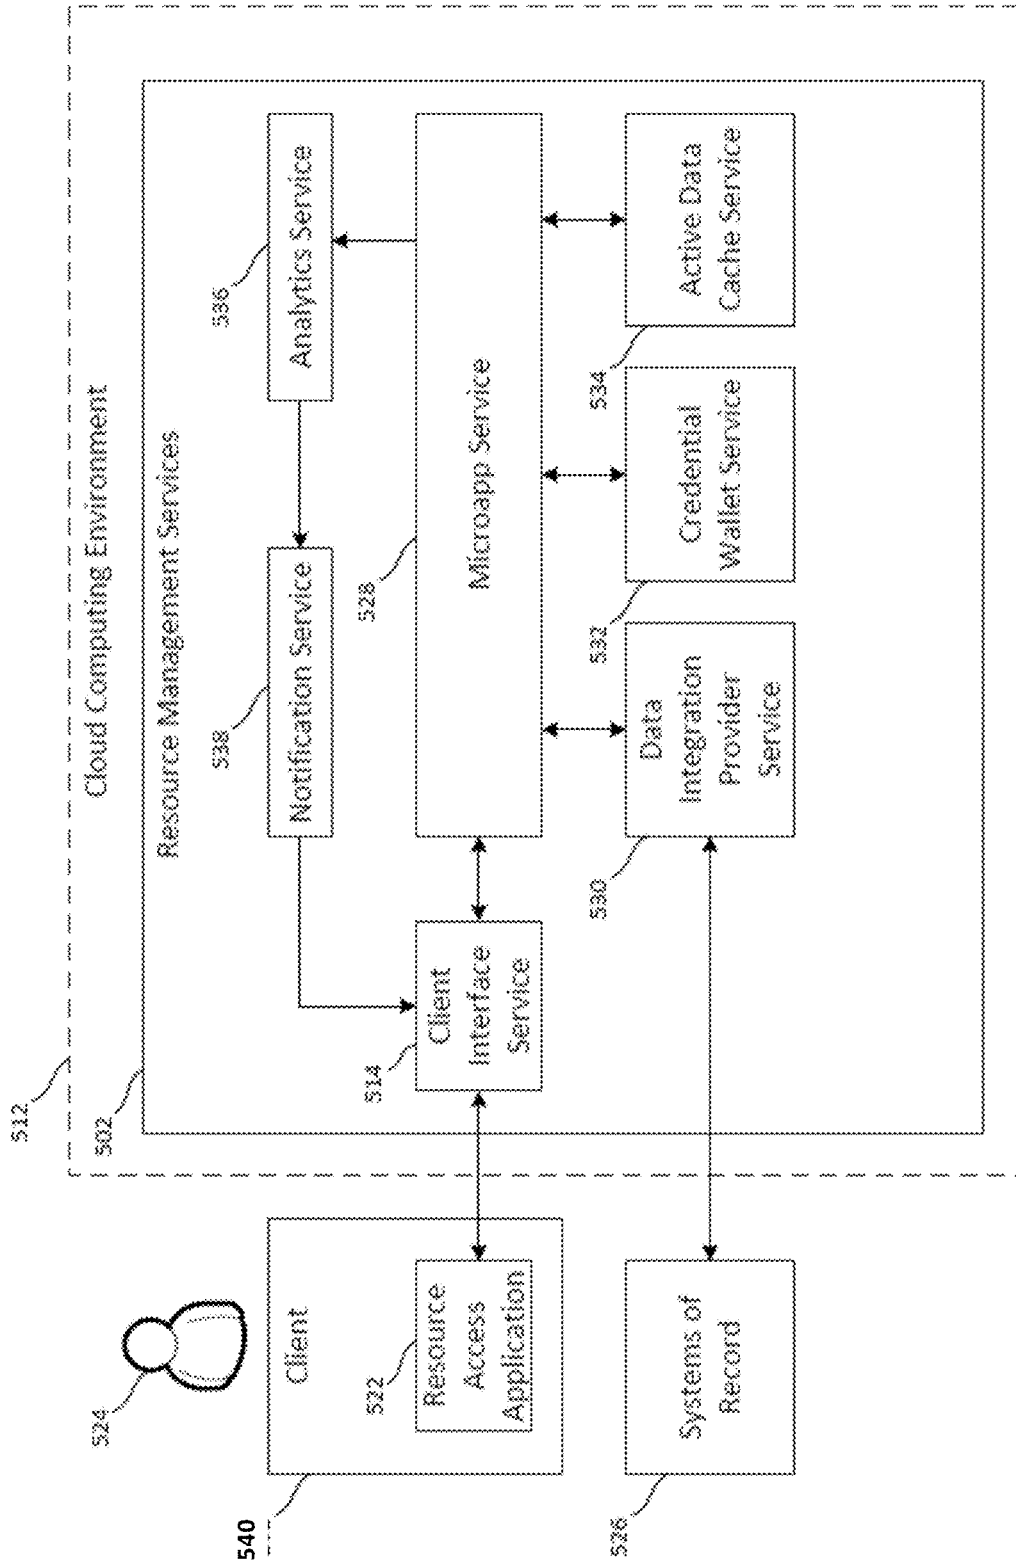 512
Cloud Computing Environment
502
Resource Management Services
524
540
Client
522
Resource
Access
Application
514
Client
Interface
Service
538
Notification Service
536
Analytics Service
528
Microapp Service
526
Systems of
Record
530
Data
Integration
Provider
Service
532
Credential
Wallet Service
534
Active Data
Cache Service